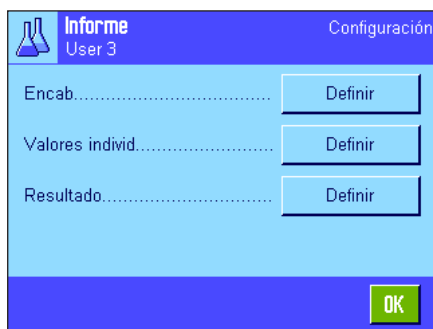 Informe
Configuración
User 3
Encab................................... Definir
Valores individ........................ Definir
Resultado............................... Definir
OK